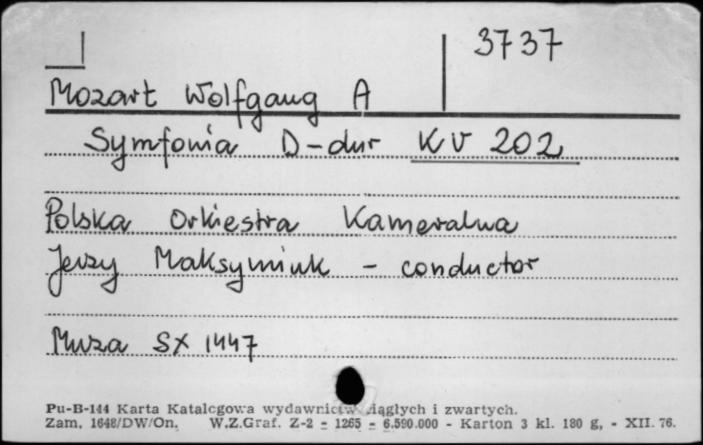 3737
Mozart Wolfgang A
Symfonia D-dur KV 202
Polska Orkiestra Kameralna
Jerzy Maksymiuk - conductor
Muza SX 1447
Pu-B-144 Karta Katalogowa wydawnictw ciągłych i zwartych.
Zam. 1648/DW/On. W.Z.Graf. Z-2 - 1265 - 6.590.000 - Karton 3 kl. 180 g, - XII. 76.